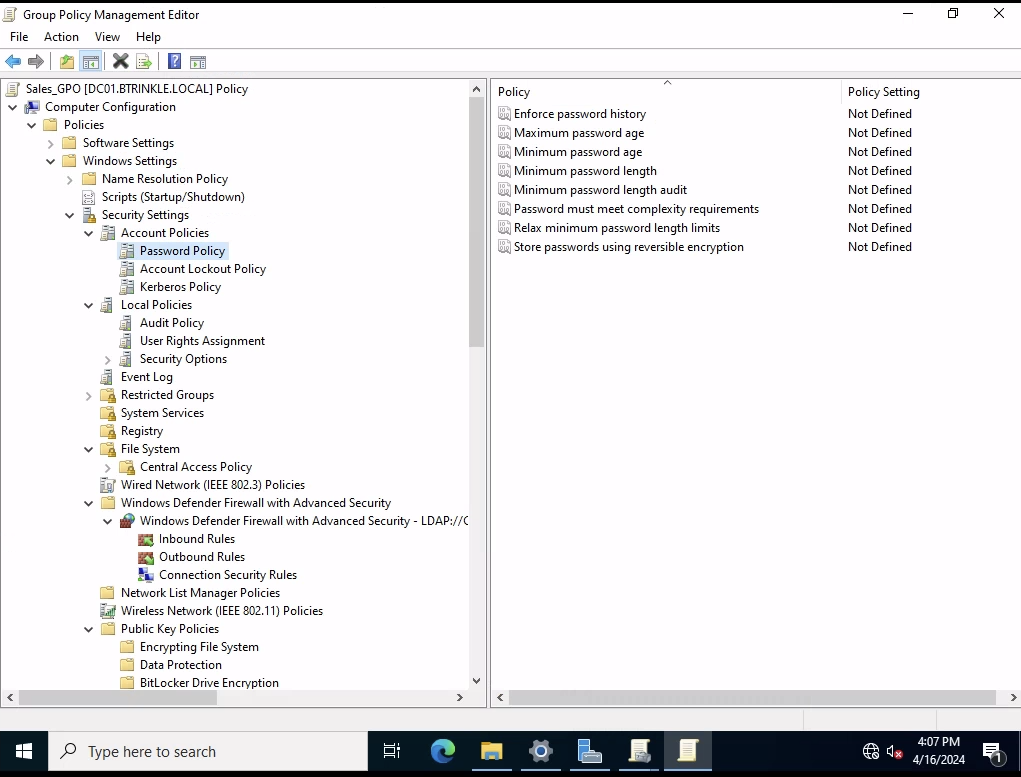 Group Policy Management Editor
File Action View Help
Sales_GPO [DC01.BTRINKLE.LOCAL] Policy
Computer Configuration
Policies
Software Settings
Windows Settings
Name Resolution Policy
Scripts (Startup/Shutdown)
Security Settings
Account Policies
Password Policy
Account Lockout Policy
Kerberos Policy
Local Policies
Audit Policy
User Rights Assignment
Security Options
Event Log
Restricted Groups
System Services
Registry
File System
Central Access Policy
Wired Network (IEEE 802.3) Policies
Windows Defender Firewall with Advanced Security
Windows Defender Firewall with Advanced Security - LDAP://C
Inbound Rules
Outbound Rules
Connection Security Rules
Network List Manager Policies
Wireless Network (IEEE 802.11) Policies
Public Key Policies
Encrypting File System
Data Protection
BitLocker Drive Encryption
Policy Policy Setting
Enforce password history Not Defined
Maximum password age Not Defined
Minimum password age Not Defined
Minimum password length Not Defined
Minimum password length audit Not Defined
Password must meet complexity requirements Not Defined
Relax minimum password length limits Not Defined
Store passwords using reversible encryption Not Defined
Type here to search
4:07 PM
4/16/2024
1